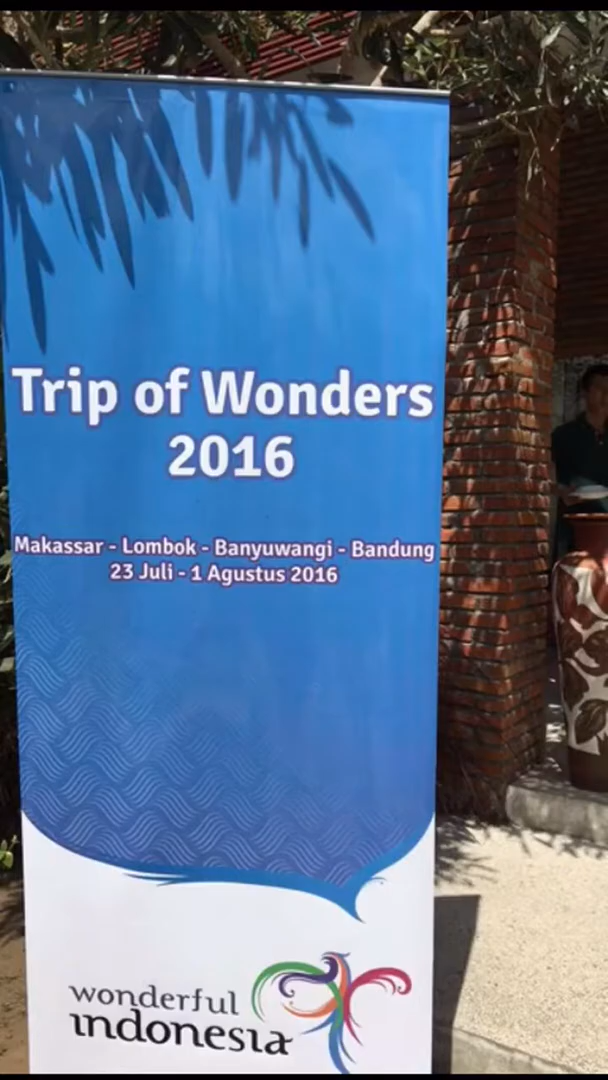 Trip of Wonders
2016
Makassar - Lombok - Banyuwangi - Bandung
23 Juli - 1 Agustus 2016
wonderful
indonesia